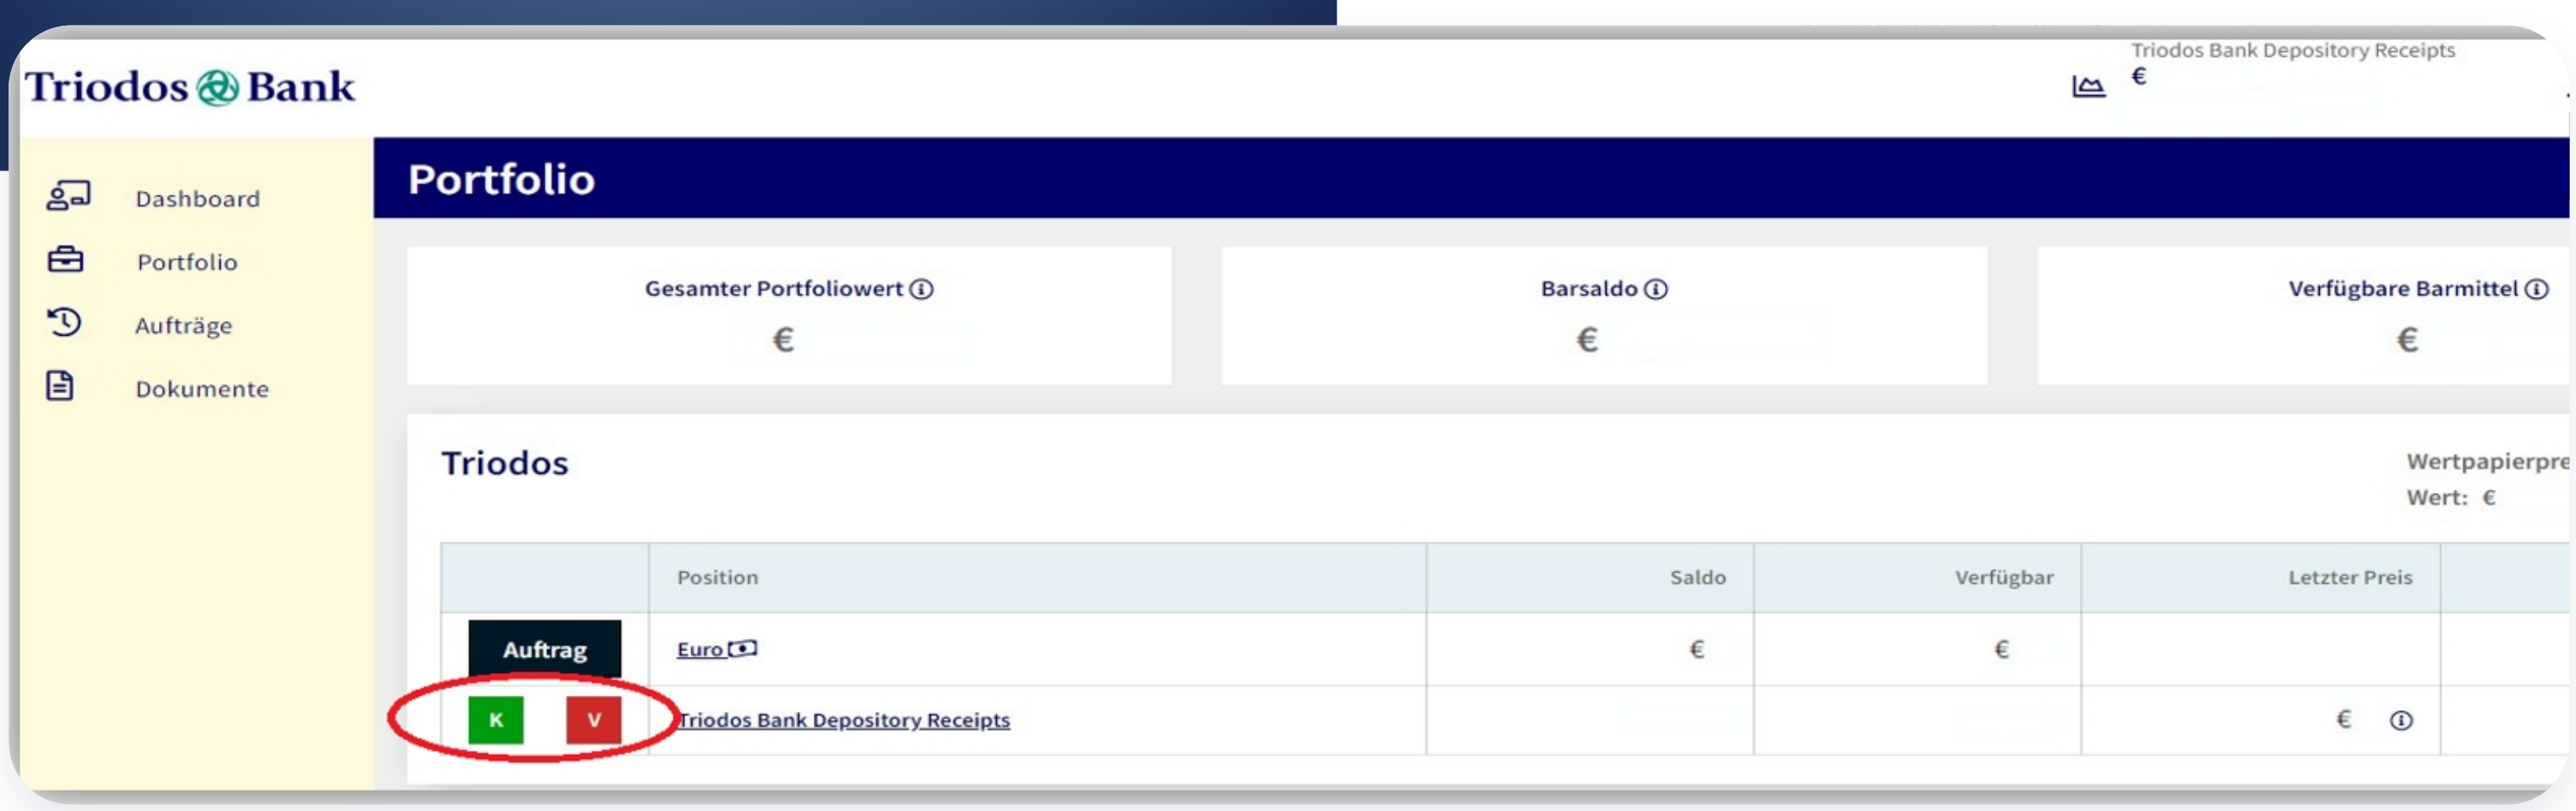 Triodos Bank
Triodos Bank Depository Receipts
€
Dashboard
Portfolio
Aufträge
Dokumente
Portfolio
Gesamter Portfoliowert
€
Barsaldo
€
Verfügbare Barmittel
€
Triodos
Wertpapierpre
Wert: €
Position Saldo Verfügbar Letzter Preis
Auftrag Euro € €
K V Triodos Bank Depository Receipts €